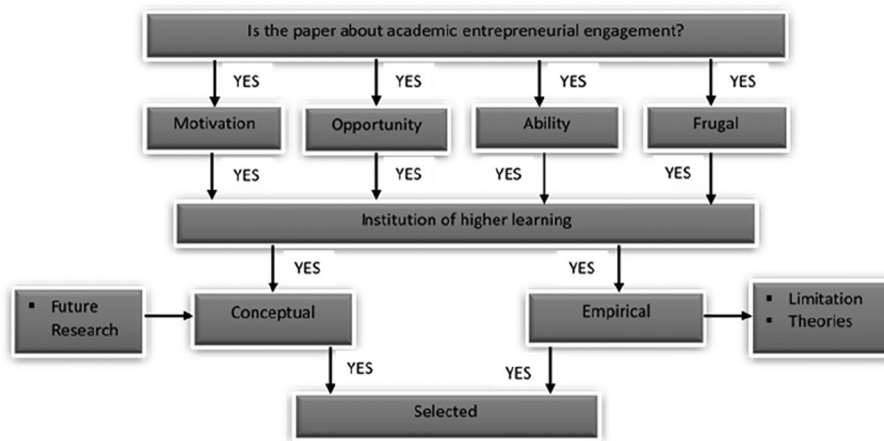 Is the paper about academic entrepreneurial engagement?
YES
YES
YES
YES
Motivation
Opportunity
Ability
Frugal
YES
YES
YES
YES
Institution of higher learning
YES
YES
▪ Future
Research
Conceptual
Empirical
▪ Limitation
▪ Theories
YES
YES
Selected